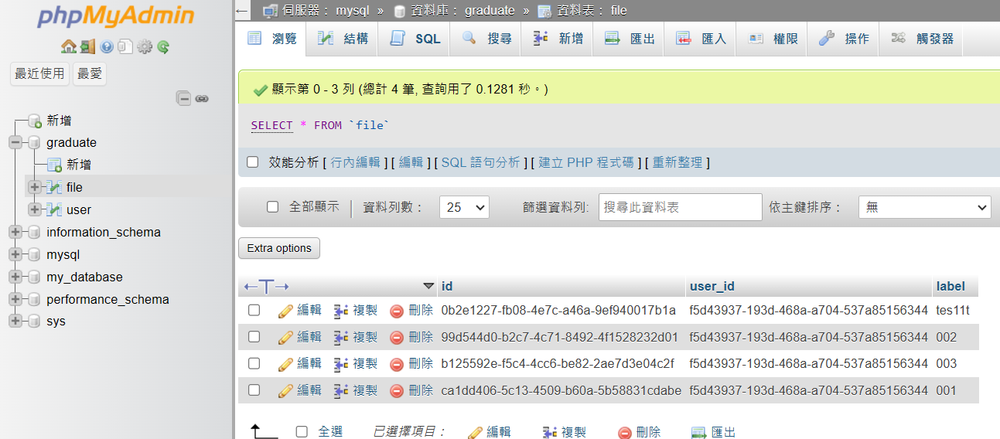 phpMyAdmin
最近使用 最愛
新增
graduate
新增
file
user
information_schema
mysql
my_database
performance_schema
sys
伺服器： mysql » 資料庫： graduate » 資料表： file
瀏覽 結構 SQL 搜尋 新增 匯出 匯入 權限 操作 觸發器
顯示第 0 - 3 列 (總計 4 筆, 查詢用了 0.1281 秒。)
SELECT * FROM `file`
效能分析 [ 行內編輯 ] [ 編輯 ] [ SQL 語句分析 ] [ 建立 PHP 程式碼 ] [ 重新整理 ]
全部顯示 資料列數： 25 篩選資料列: 搜尋此資料表 依主鍵排序： 無
Extra options
id user_id label
編輯 複製 刪除 0b2e1227-fb08-4e7c-a46a-9ef940017b1a f5d43937-193d-468a-a704-537a85156344 tes11t
編輯 複製 刪除 99d544d0-b2c7-4c71-8492-4f1528232d01 f5d43937-193d-468a-a704-537a85156344 002
編輯 複製 刪除 b125592e-f5c4-4cc6-be82-2ae7d3e04c2f f5d43937-193d-468a-a704-537a85156344 003
編輯 複製 刪除 ca1dd406-5c13-4509-b60a-5b58831cdabe f5d43937-193d-468a-a704-537a85156344 001
全選 已選擇項目： 編輯 複製 刪除 匯出